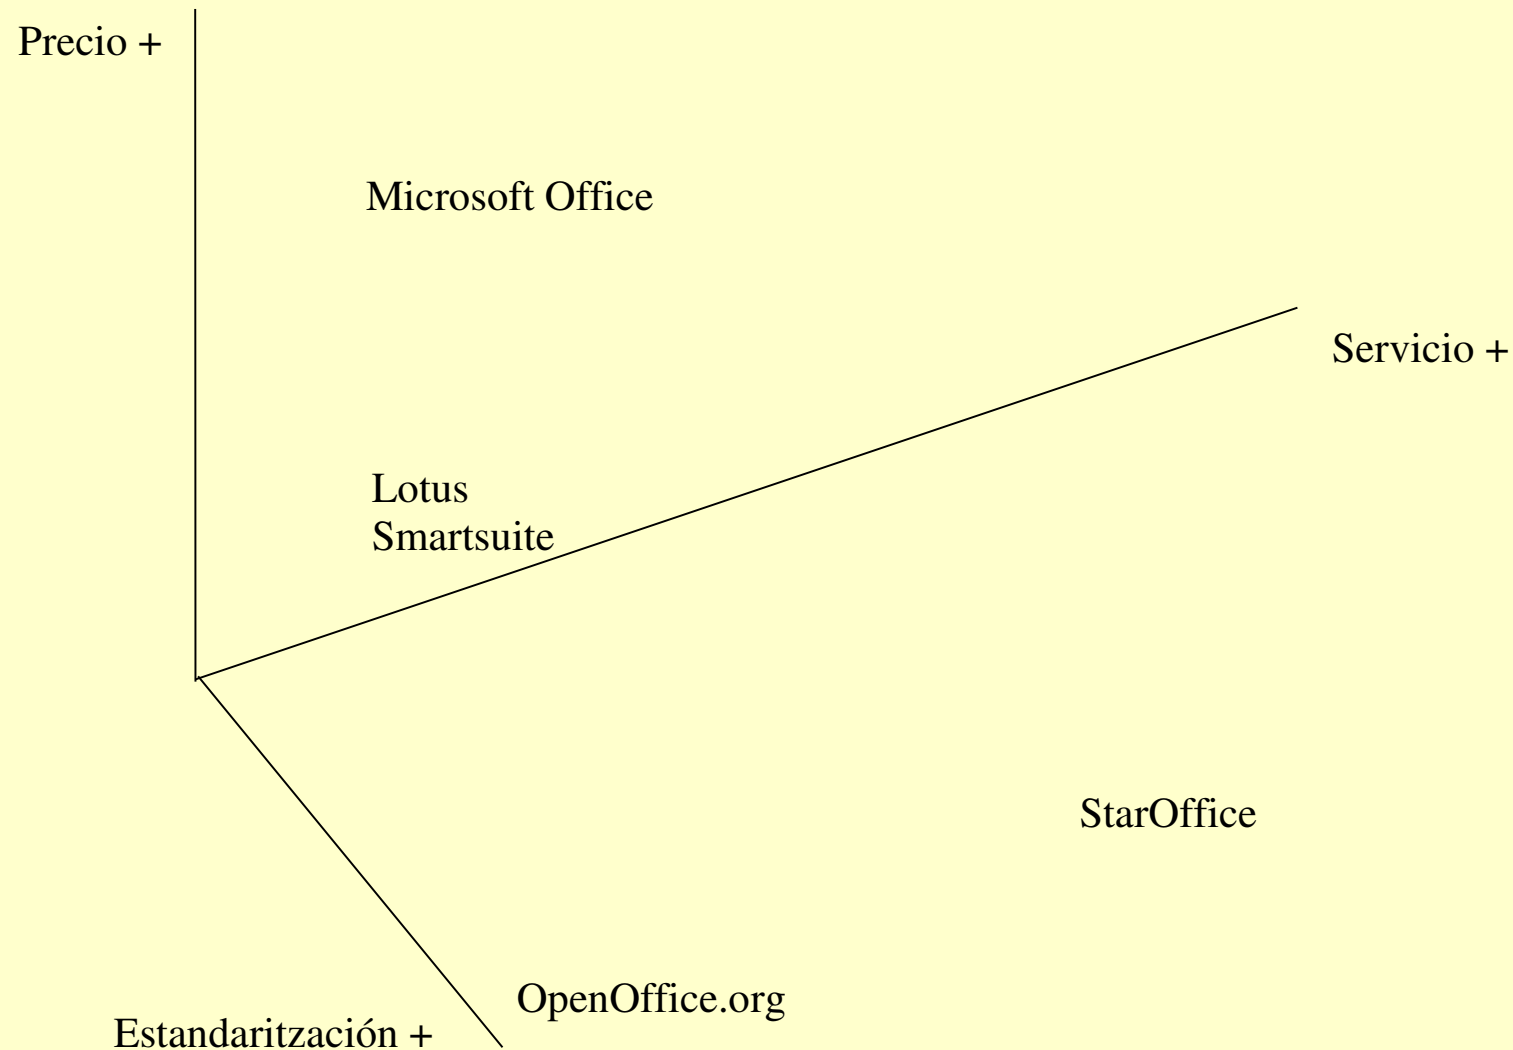 Precio +
Microsoft Office
Servicio +
Lotus
Smartsuite
StarOffice
OpenOffice.org
Estandaritzación +